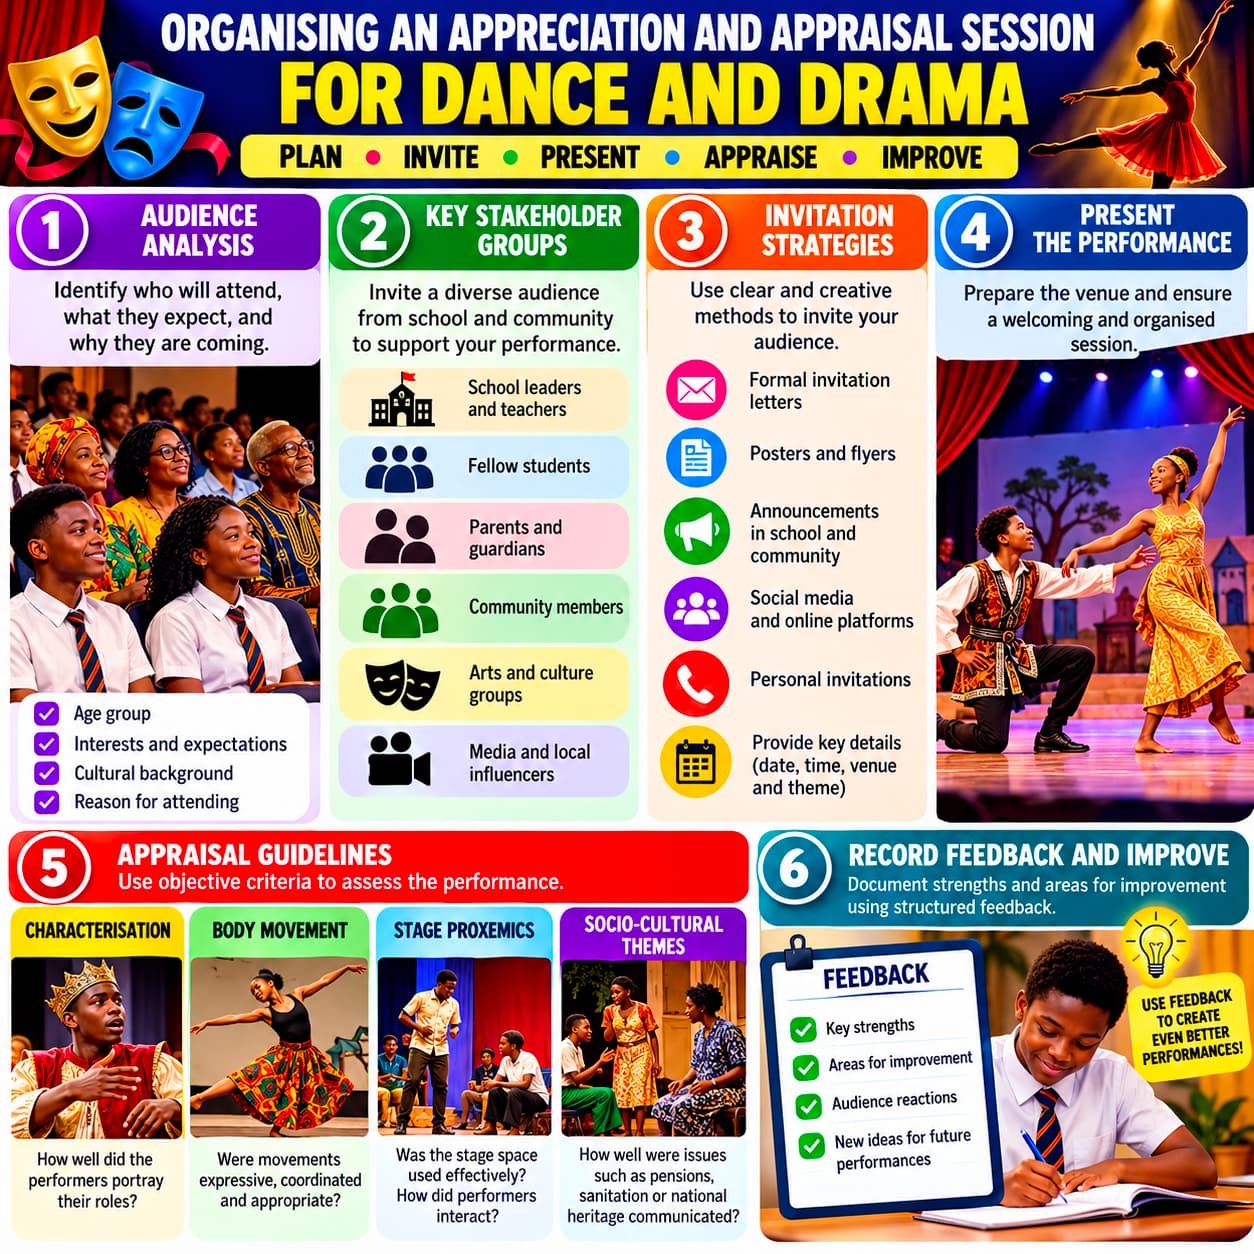 ORGANISING AN APPRECIATION AND APPRAISAL SESSION
FOR DANCE AND DRAMA
PLAN • INVITE • PRESENT • APPRAISE • IMPROVE
1
AUDIENCE
ANALYSIS
Identify who will attend,
what they expect, and
why they are coming.
Age group
Interests and expectations
Cultural background
Reason for attending
2
KEY STAKEHOLDER
GROUPS
Invite a diverse audience
from school and community
to support your performance.
School leaders
and teachers
Fellow students
Parents and
guardians
Community members
Arts and culture
groups
Media and local
influencers
3
INVITATION
STRATEGIES
Use clear and creative
methods to invite your
audience.
Formal invitation
letters
Posters and flyers
Announcements
in school and
community
Social media
and online platforms
Personal invitations
Provide key details
(date, time, venue
and theme)
4
PRESENT
THE PERFORMANCE
Prepare the venue and ensure
a welcoming and organised
session.
5
APPRAISAL GUIDELINES
Use objective criteria to assess the performance.
CHARACTERISATION
How well did the
performers portray
their roles?
BODY MOVEMENT
Were movements
expressive, coordinated
and appropriate?
STAGE PROXEMICS
Was the stage space
used effectively?
How did performers
interact?
SOCIO-CULTURAL
THEMES
How well were issues
such as pensions,
sanitation or national
heritage communicated?
6
RECORD FEEDBACK AND IMPROVE
Document strengths and areas for improvement
using structured feedback.
FEEDBACK
Key strengths
Areas for improvement
Audience reactions
New ideas for future
performances
USE FEEDBACK
TO CREATE
EVEN BETTER
PERFORMANCES!